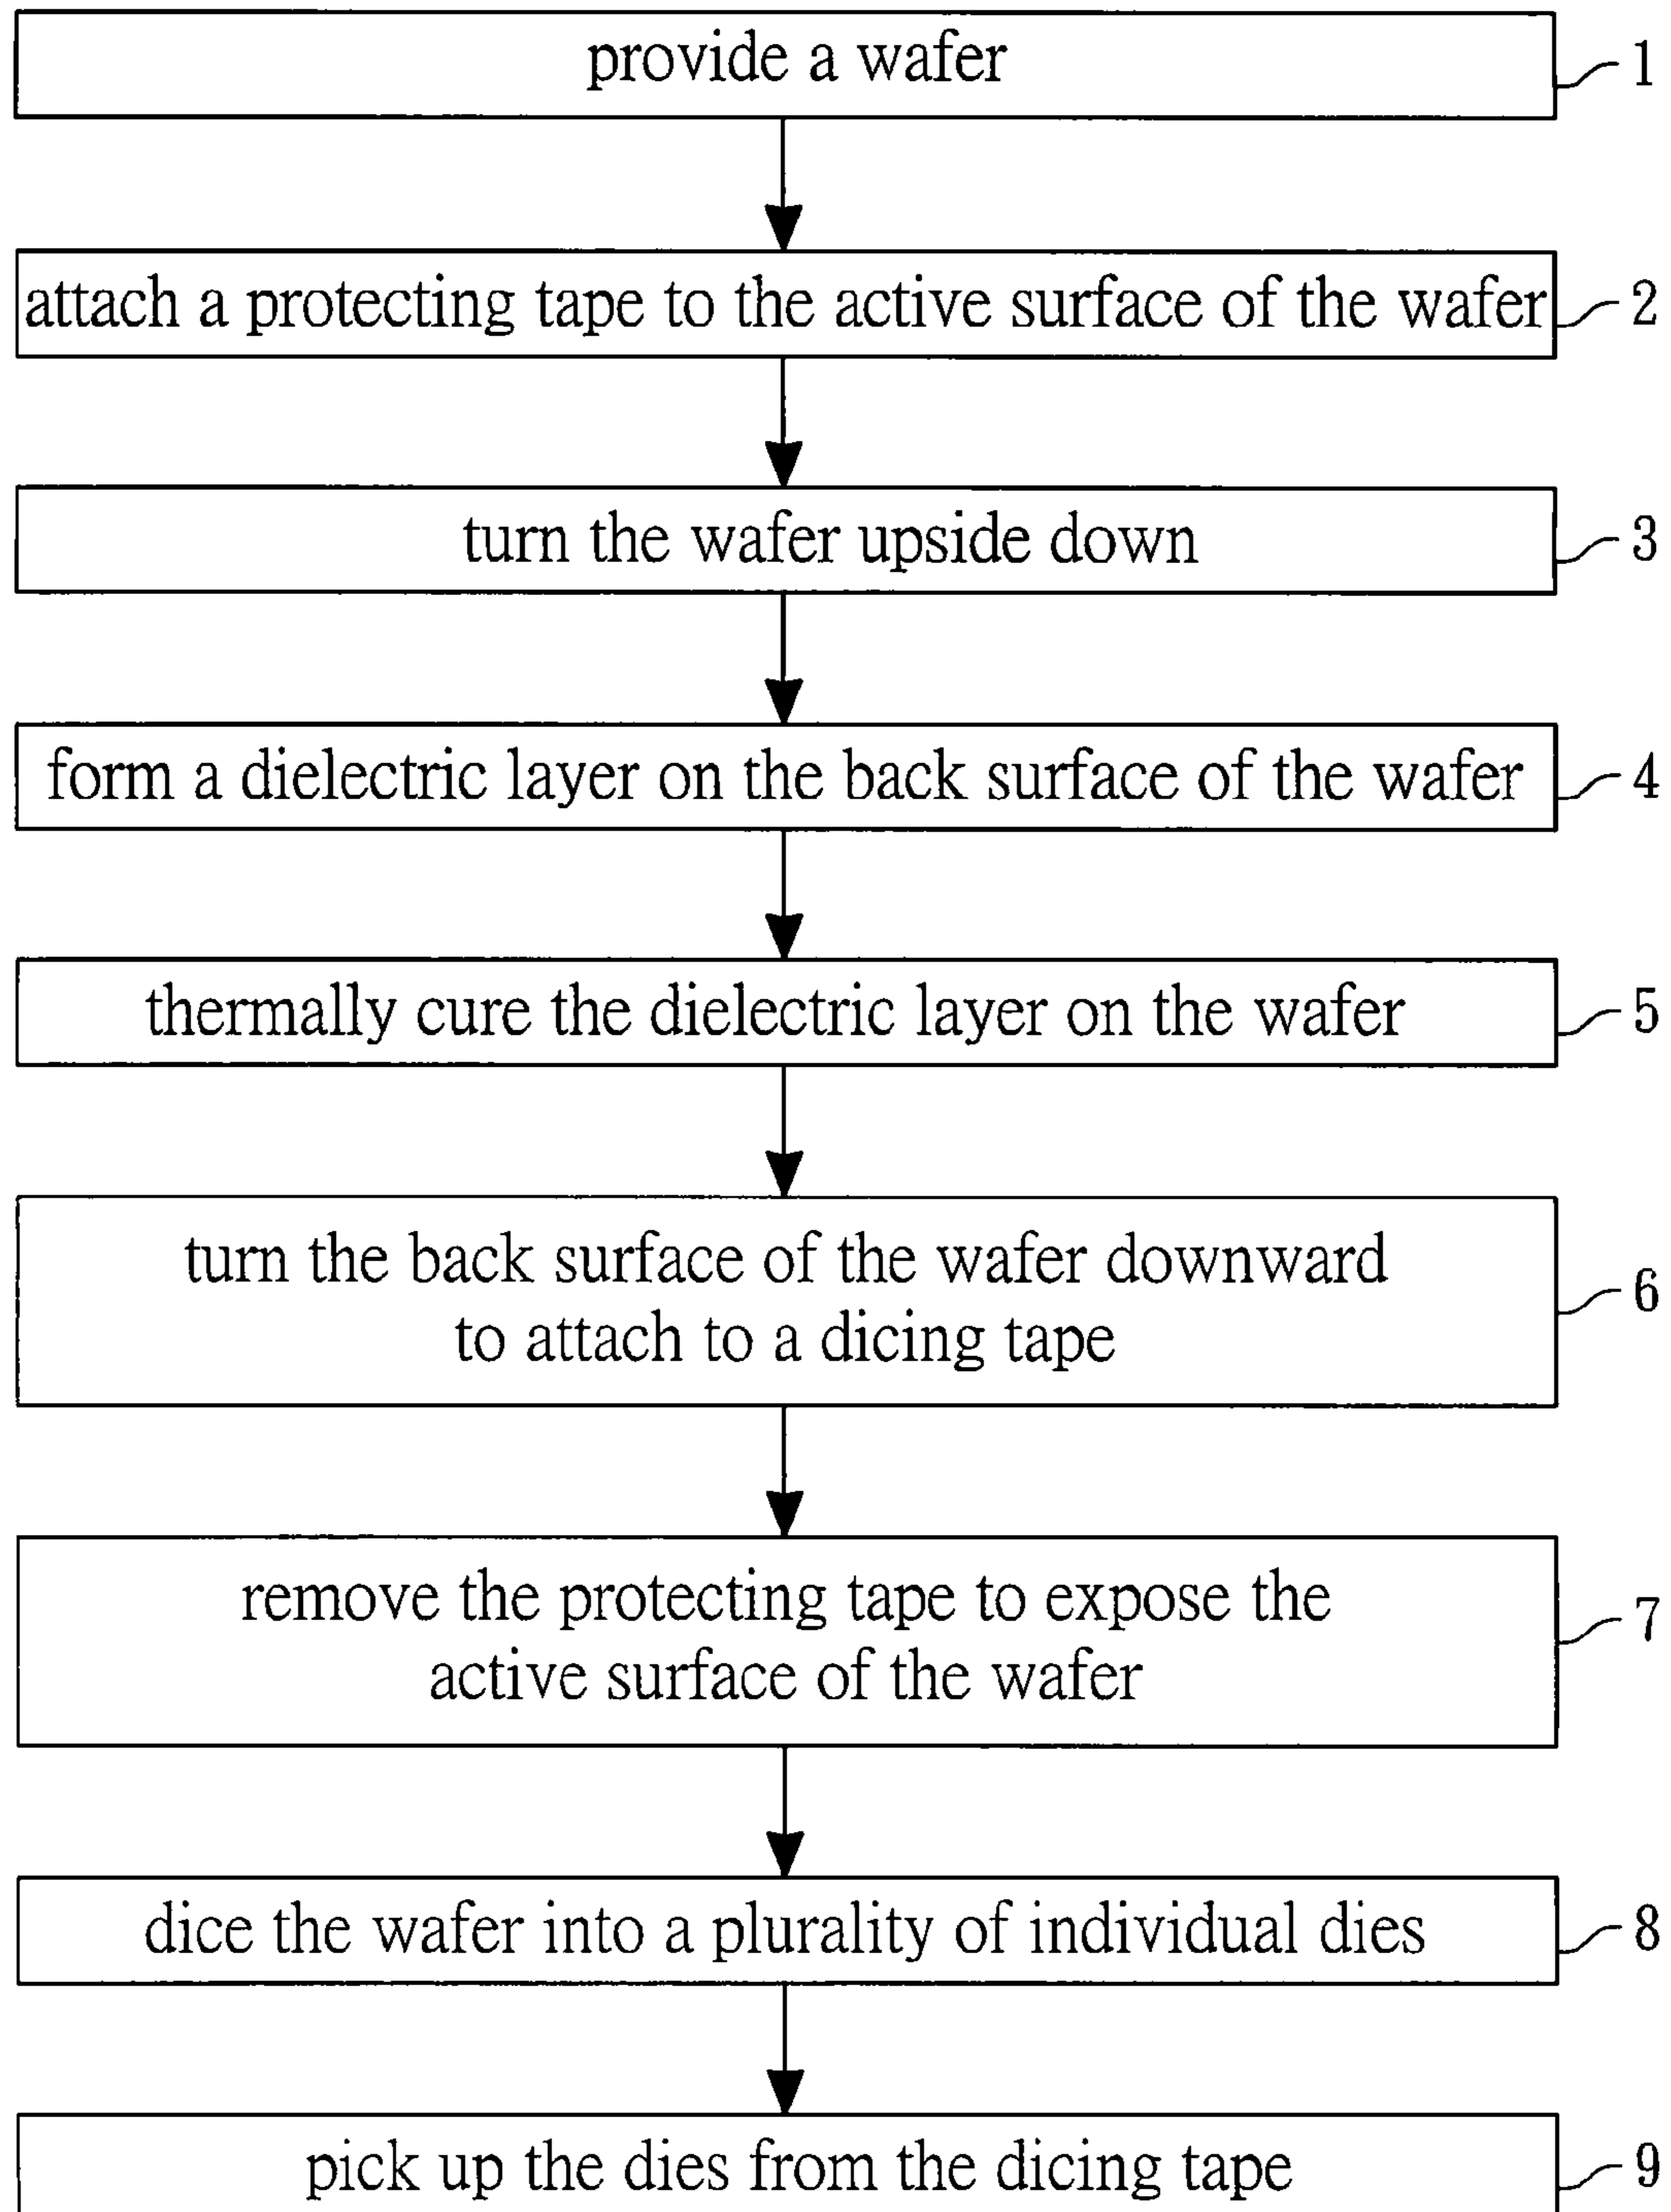 provide a wafer
1
attach a protecting tape to the active surface of the wafer
2
turn the wafer upside down
3
form a dielectric layer on the back surface of the wafer
4
thermally cure the dielectric layer on the wafer
5
turn the back surface of the wafer downward
to attach to a dicing tape
6
remove the protecting tape to expose the
active surface of the wafer
7
dice the wafer into a plurality of individual dies
8
pick up the dies from the dicing tape
9